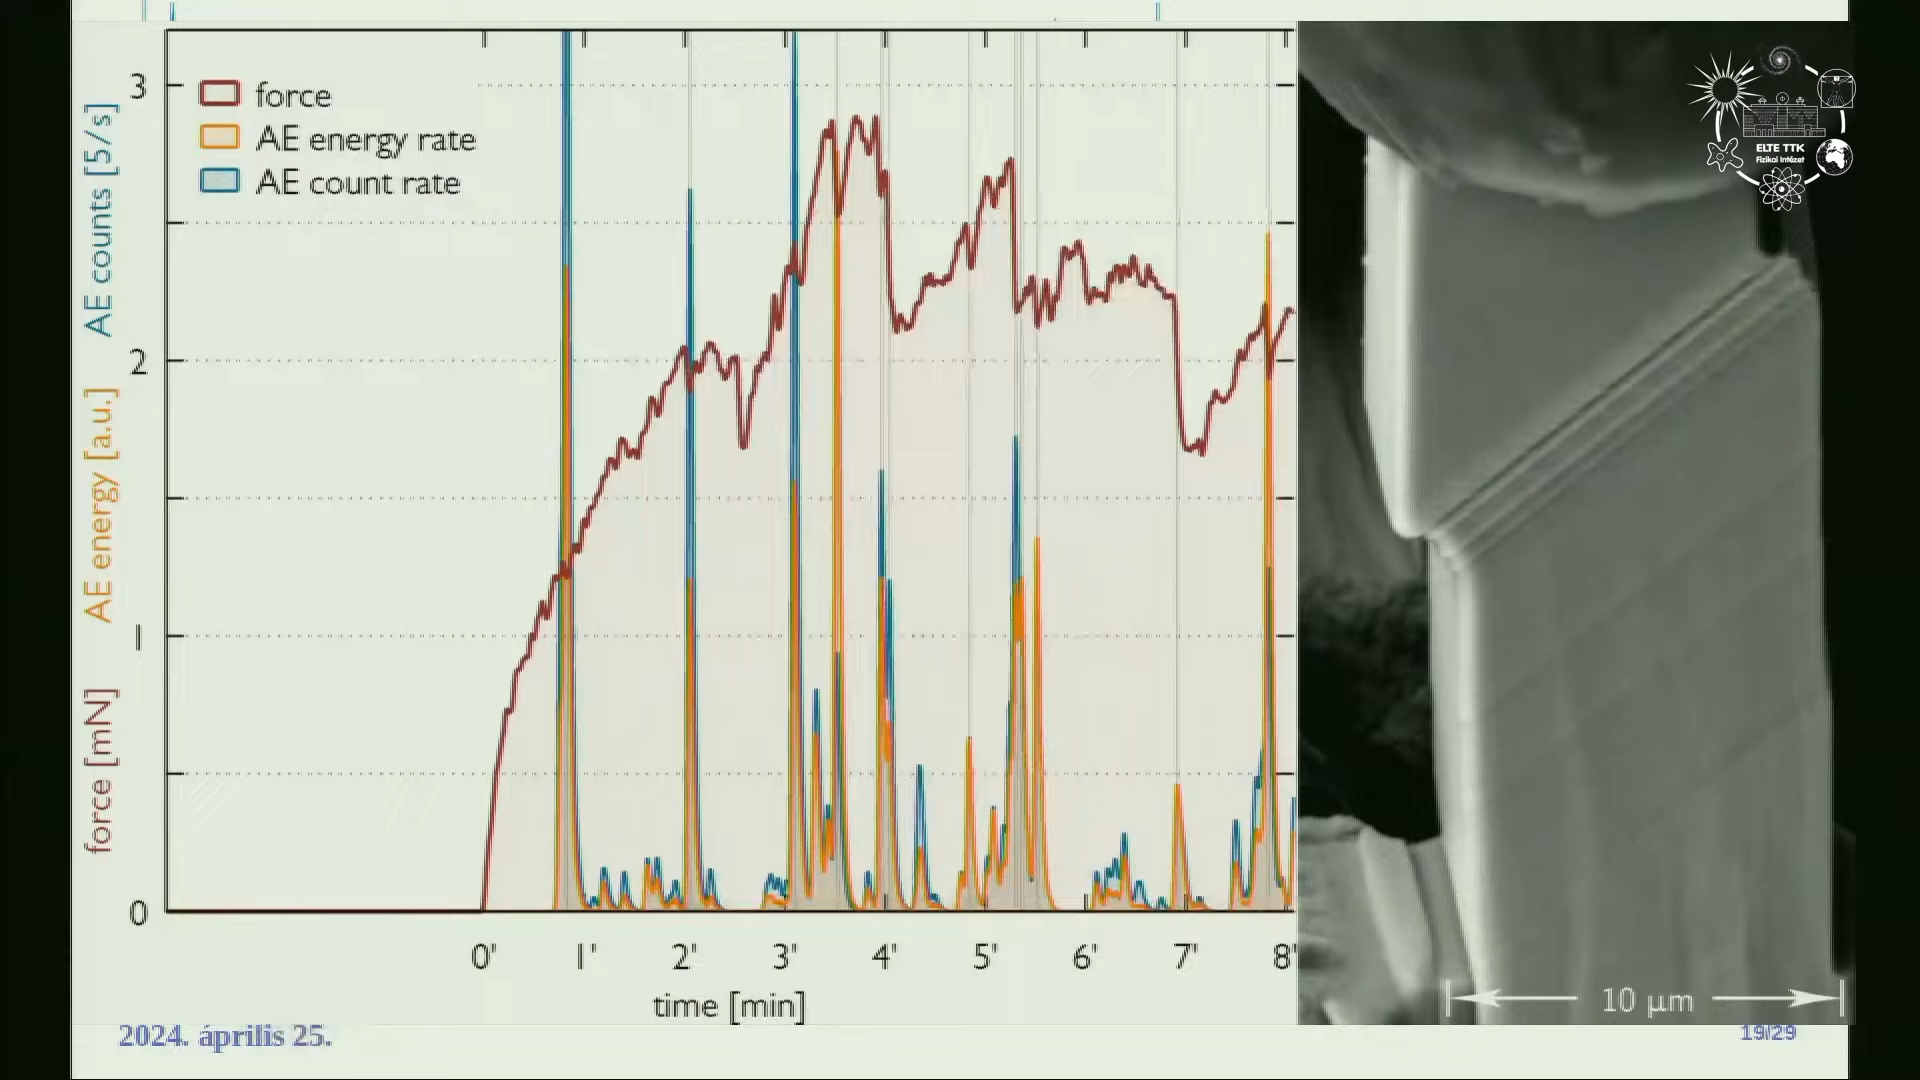 3
2
1
0
AE counts [5/s]
AE energy [a.u.]
force [mN]
force
AE energy rate
AE count rate
0' 1' 2' 3' 4' 5' 6' 7' 8'
time [min]
ELTE TTK
Fizikai Intézet
10 µm
2024. április 25.
19/29